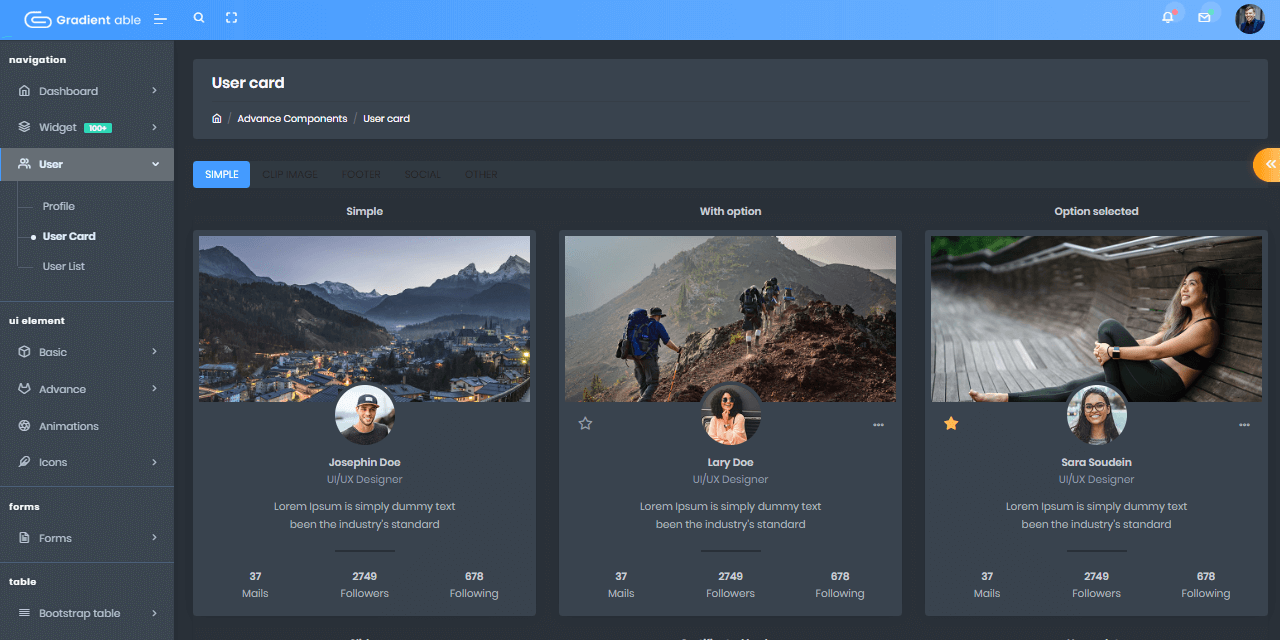 Gradient able
navigation
Dashboard
Widget 100+
User
Profile
User Card
User List
ui element
Basic
Advance
Animations
Icons
forms
Forms
table
Bootstrap table
User card
/ Advance Components / User card
SIMPLE CLIP IMAGE FOOTER SOCIAL OTHER
Simple
Josephin Doe
UI/UX Designer
Lorem Ipsum is simply dummy text
been the industry's standard
37 2749 678
Mails Followers Following
With option
Lary Doe
UI/UX Designer
Lorem Ipsum is simply dummy text
been the industry's standard
37 2749 678
Mails Followers Following
Option selected
Sara Soudein
UI/UX Designer
Lorem Ipsum is simply dummy text
been the industry's standard
37 2749 678
Mails Followers Following